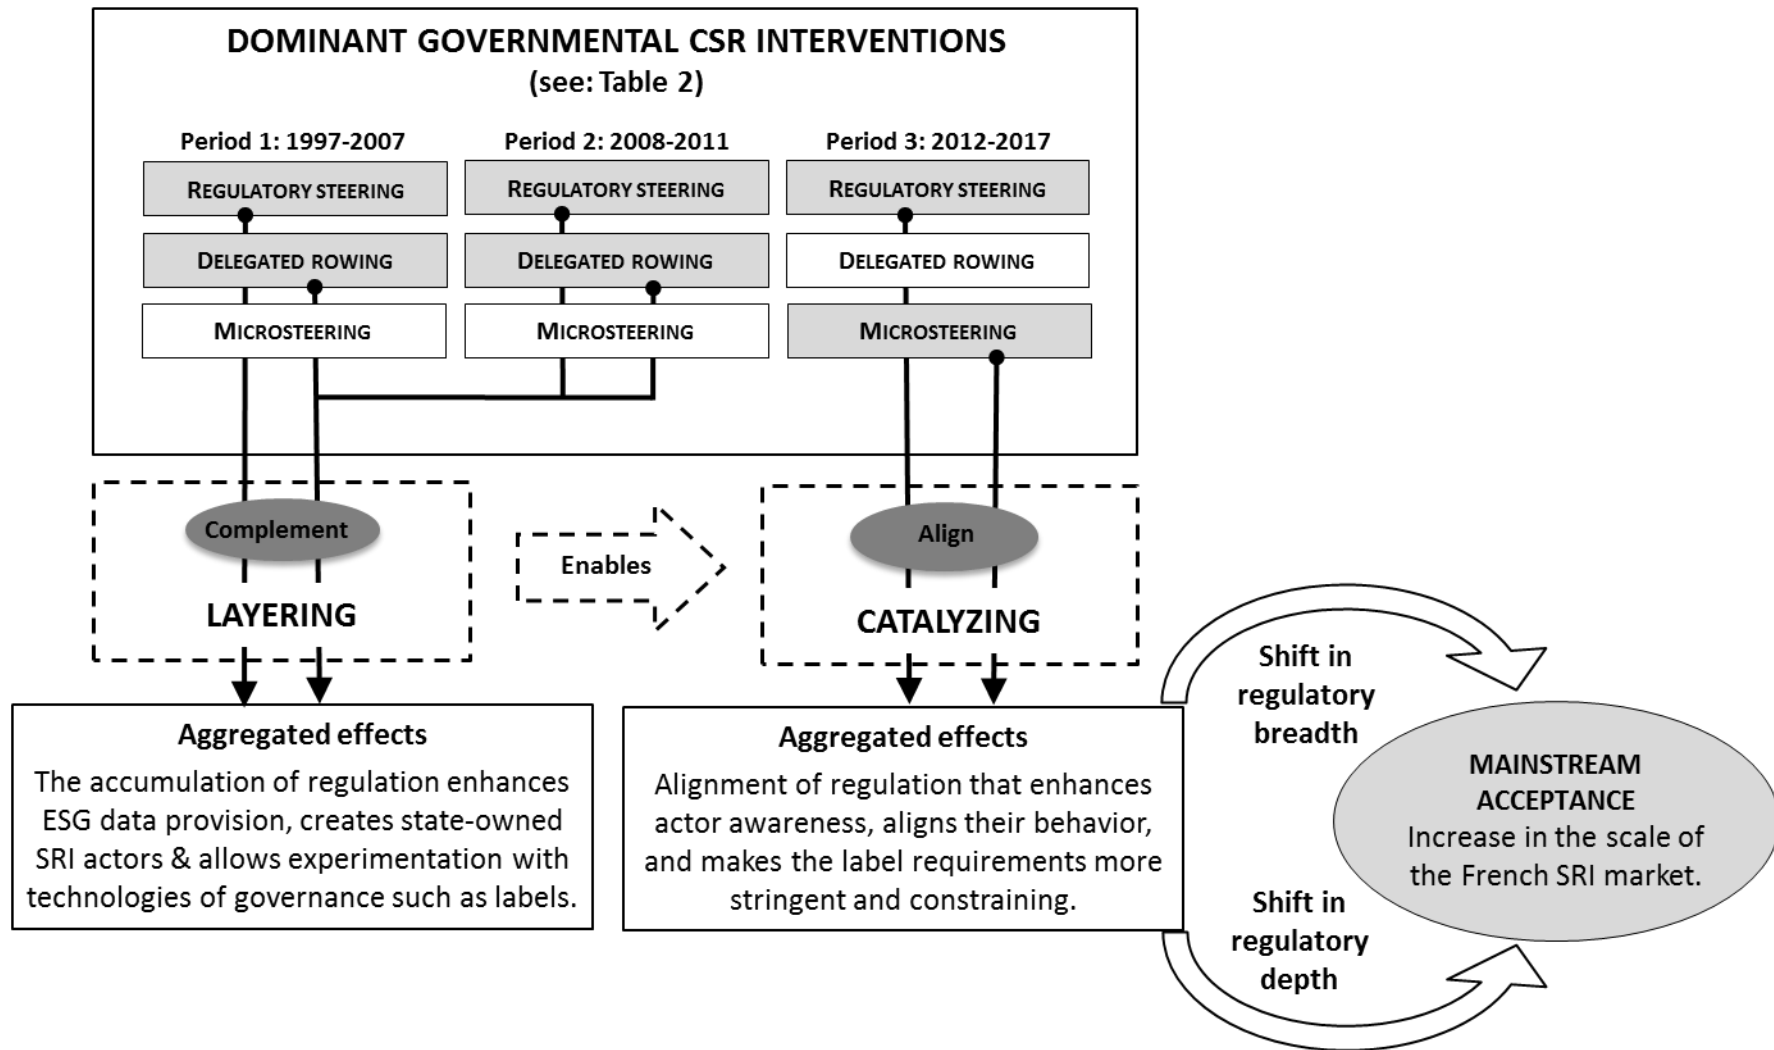 DOMINANT GOVERNMENTAL CSR INTERVENTIONS
(see: Table 2)
Period 1: 1997-2007
Period 2: 2008-2011
Period 3: 2012-2017
REGULATORY STEERING
REGULATORY STEERING
REGULATORY STEERING
DELEGATED ROWING
DELEGATED ROWING
DELEGATED ROWING
MICROSTEERING
MICROSTEERING
MICROSTEERING
Complement
LAYERING
Enables
Align
CATALYZING
Aggregated effects
The accumulation of regulation enhances
ESG data provision, creates state-owned
SRI actors & allows experimentation with
technologies of governance such as labels.
Aggregated effects
Alignment of regulation that enhances
actor awareness, aligns their behavior,
and makes the label requirements more
stringent and constraining.
Shift in
regulatory
breadth
MAINSTREAM
ACCEPTANCE
Increase in the scale of
the French SRI market.
Shift in
regulatory
depth